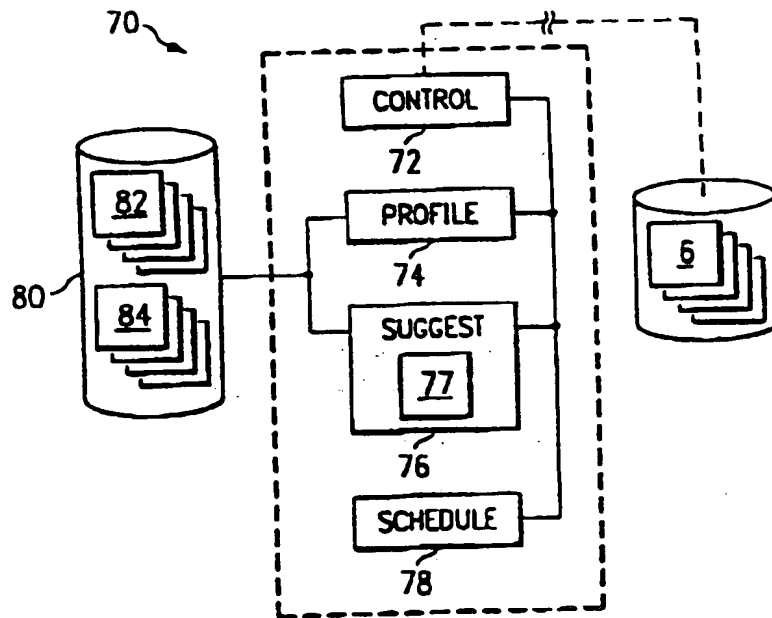 70
CONTROL
72
82
PROFILE
6
74
80
84
SUGGEST
77
76
SCHEDULE
78